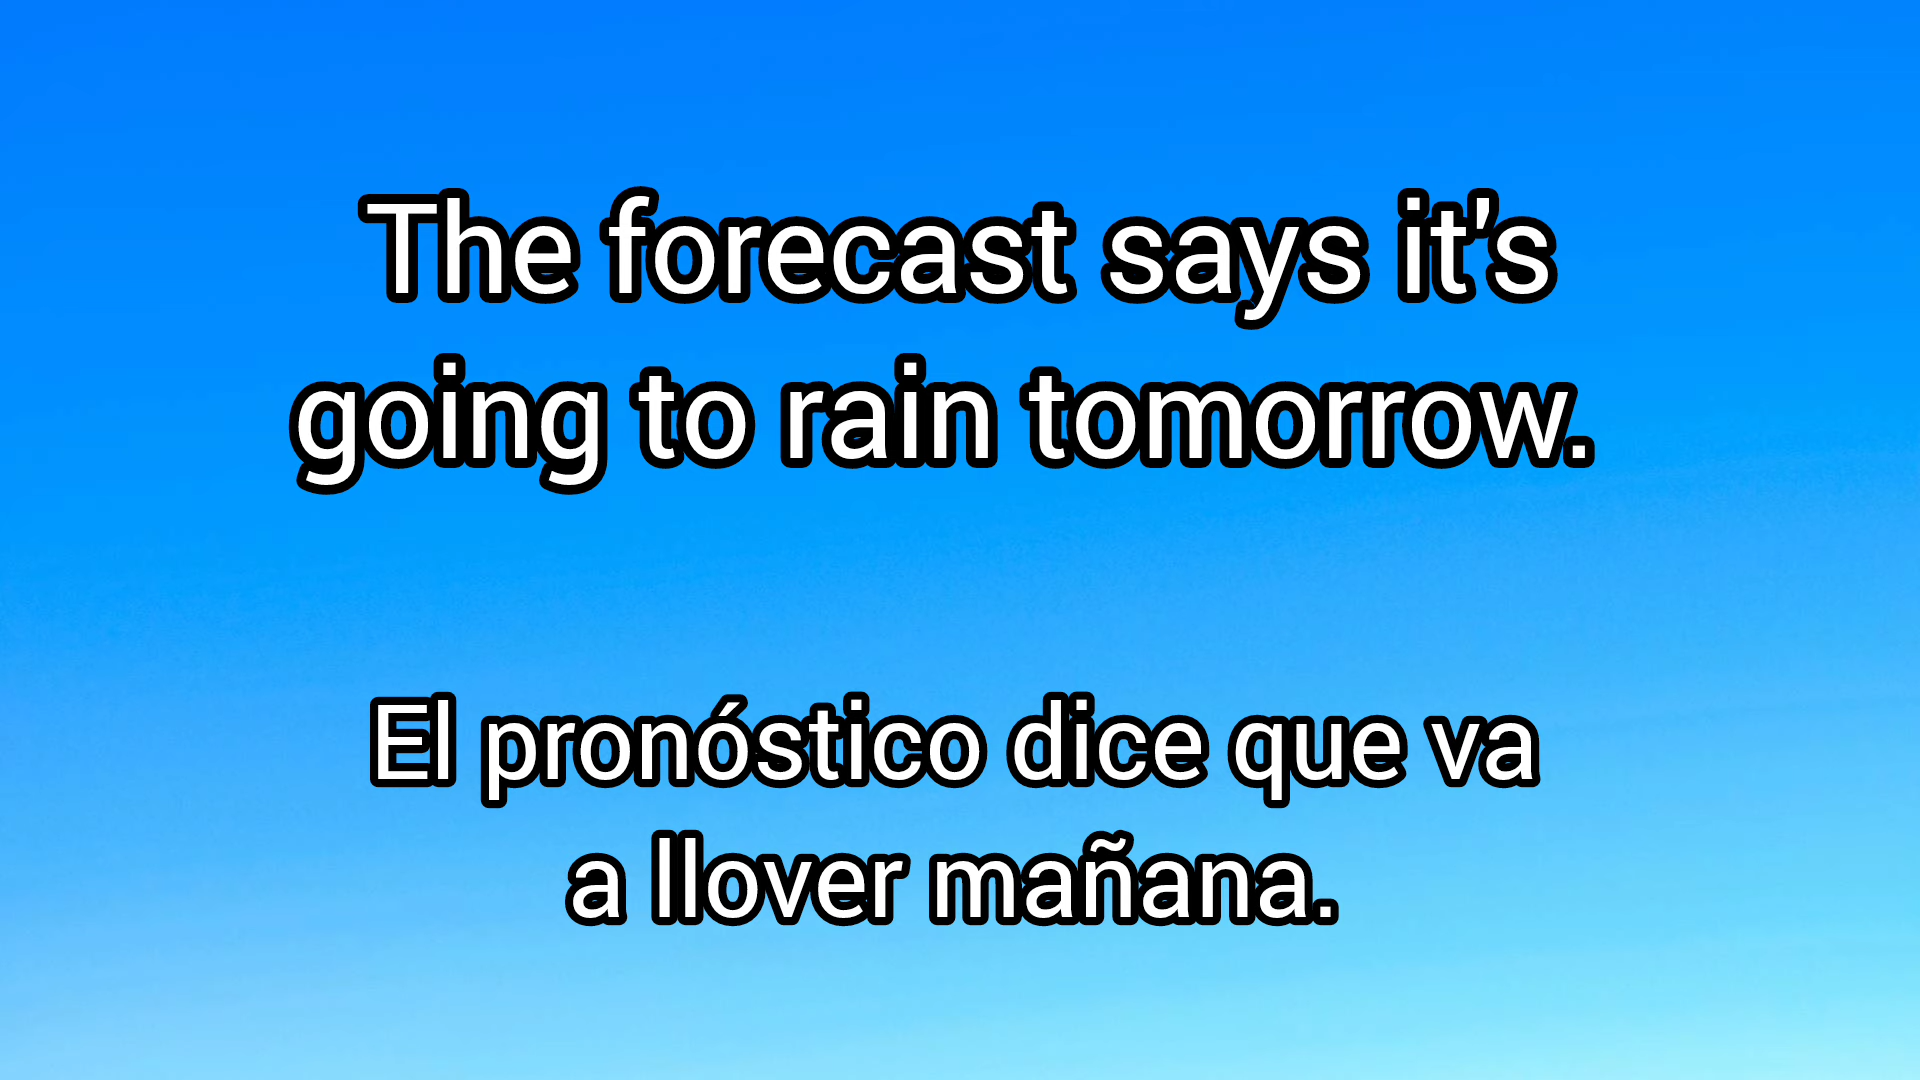 The forecast says it's
going to rain tomorrow.
El pronóstico dice que va
a llover mañana.